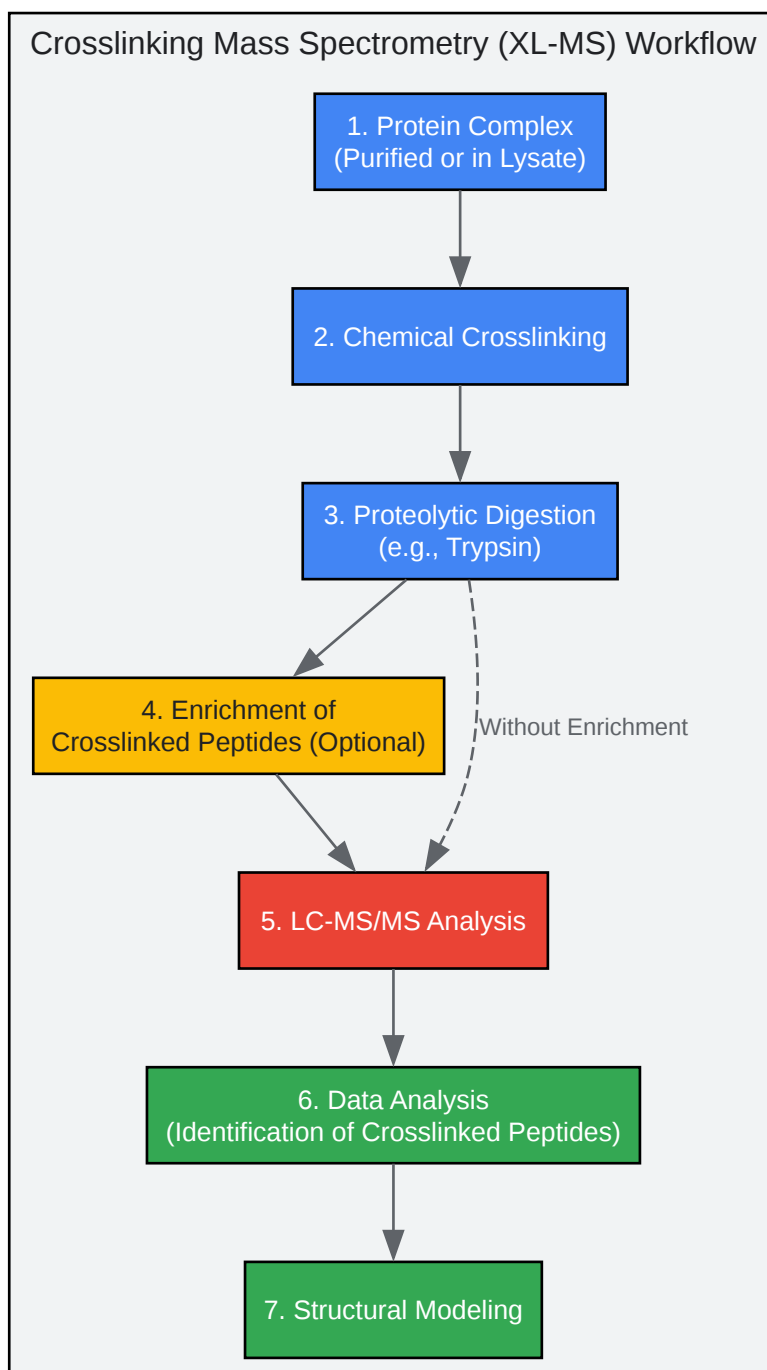 Crosslinking Mass Spectrometry (XL-MS) Workflow
1. Protein Complex
(Purified or in Lysate)
2. Chemical Crosslinking
3. Proteolytic Digestion
(e.g., Trypsin)
4. Enrichment of
Crosslinked Peptides (Optional)
Without Enrichment
5. LC-MS/MS Analysis
6. Data Analysis
(Identification of Crosslinked Peptides)
7. Structural Modeling